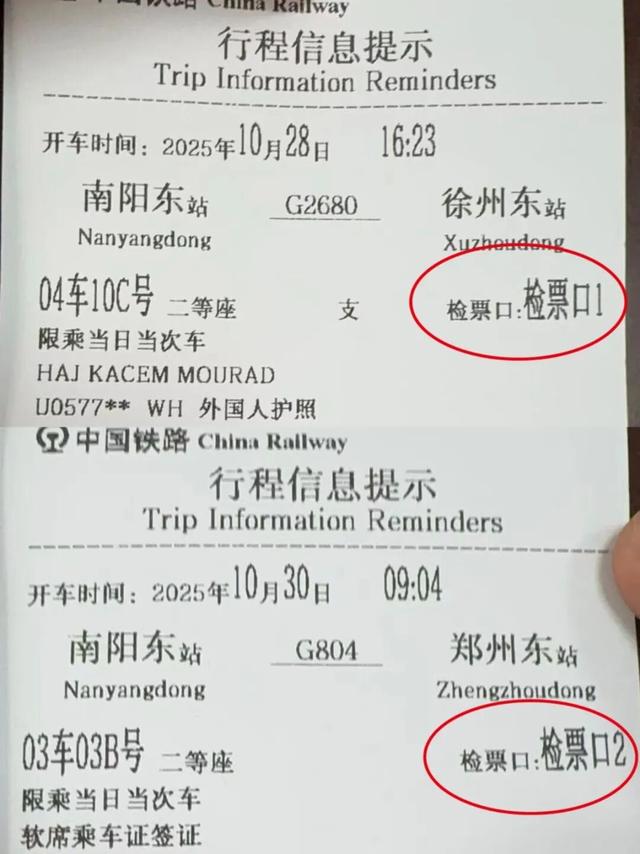 中国铁路 China Railway
行程信息提示
Trip Information Reminders
开车时间：2025年10月28日 16:23
南阳东站 G2680 徐州东站
Nanyangdong Xuzhoudong
04车10C号 二等座 支 检票口:检票口1
限乘当日当次车
HAJ KACEM MOURAD
U0577** WH 外国人护照
中国铁路 China Railway
行程信息提示
Trip Information Reminders
开车时间：2025年10月30日 09:04
南阳东站 G804 郑州东站
Nanyangdong Zhengzhoudong
03车03B号 二等座 检票口:检票口2
限乘当日当次车
软席乘车证签证